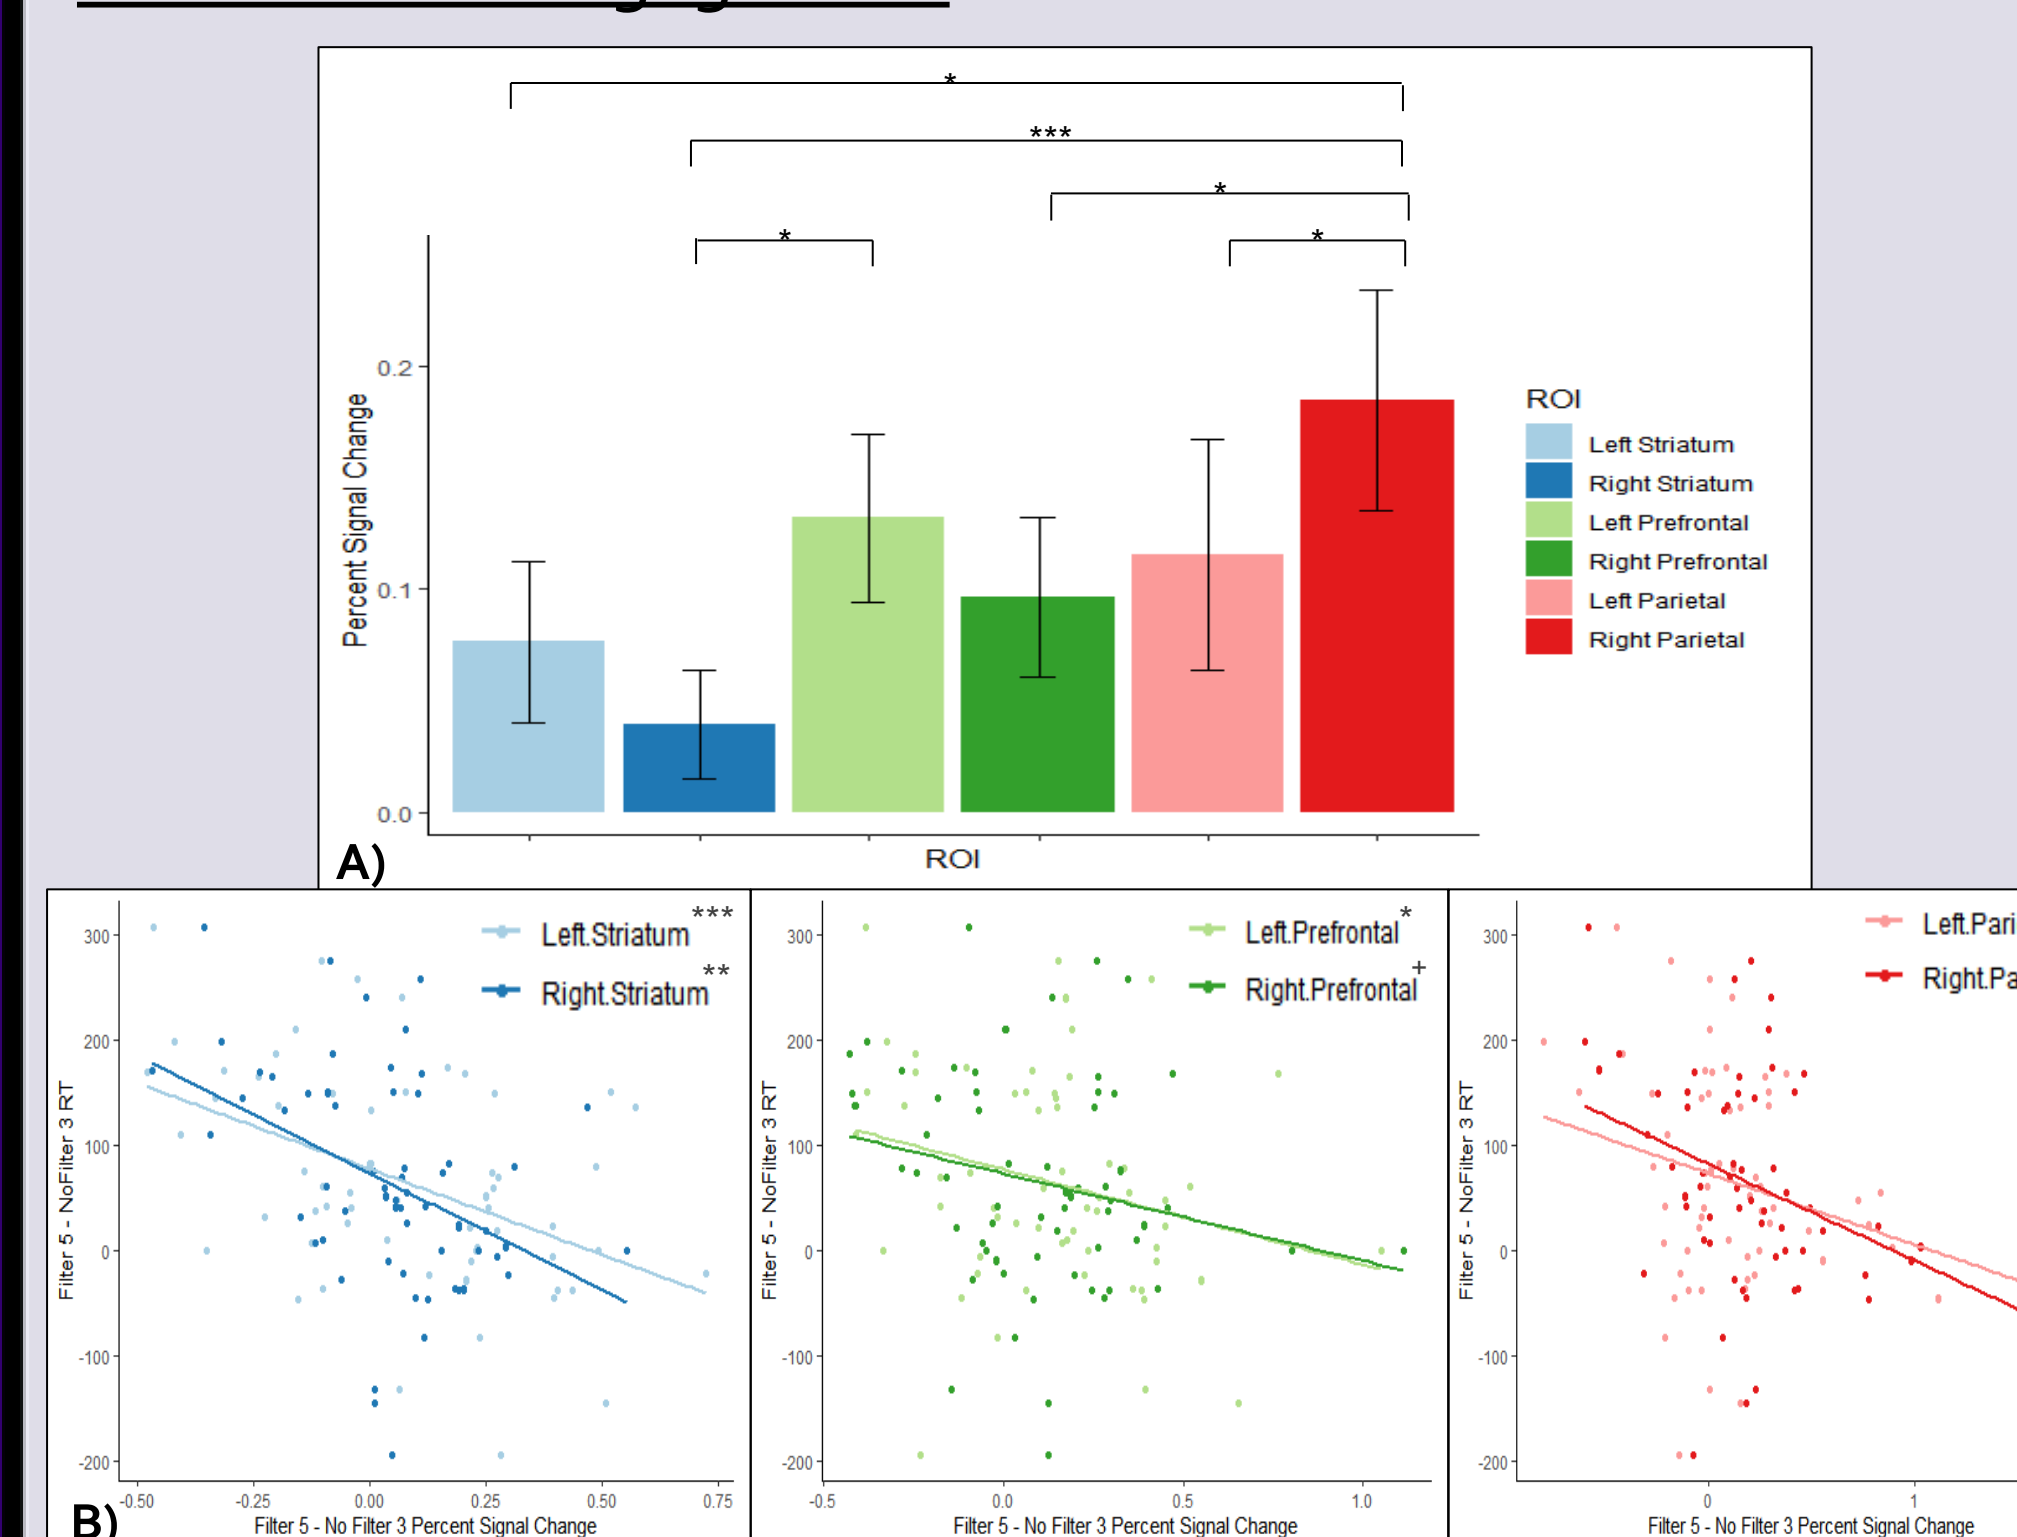 *
***
*
*
*
0.2
0.1
0.0
Percent Signal Change
ROI
ROI
Left Striatum
Right Striatum
Left Prefrontal
Right Prefrontal
Left Parietal
Right Parietal
A)
300
200
100
0
-100
-200
Filter 5 - NoFilter 3 RT
Left.Striatum ***
Right.Striatum **
-0.50 -0.25 0.00 0.25 0.50 0.75
Filter 5 - No Filter 3 Percent Signal Change
B)
300
200
100
0
-100
-200
Filter 5 - NoFilter 3 RT
Left.Prefrontal *
Right.Prefrontal +
-0.5 0.0 0.5 1.0
Filter 5 - No Filter 3 Percent Signal Change
300
200
100
0
-100
-200
Filter 5 - NoFilter 3 RT
Left.Pari
Right.Pa
0 1
Filter 5 - No Filter 3 Percent Signal Change